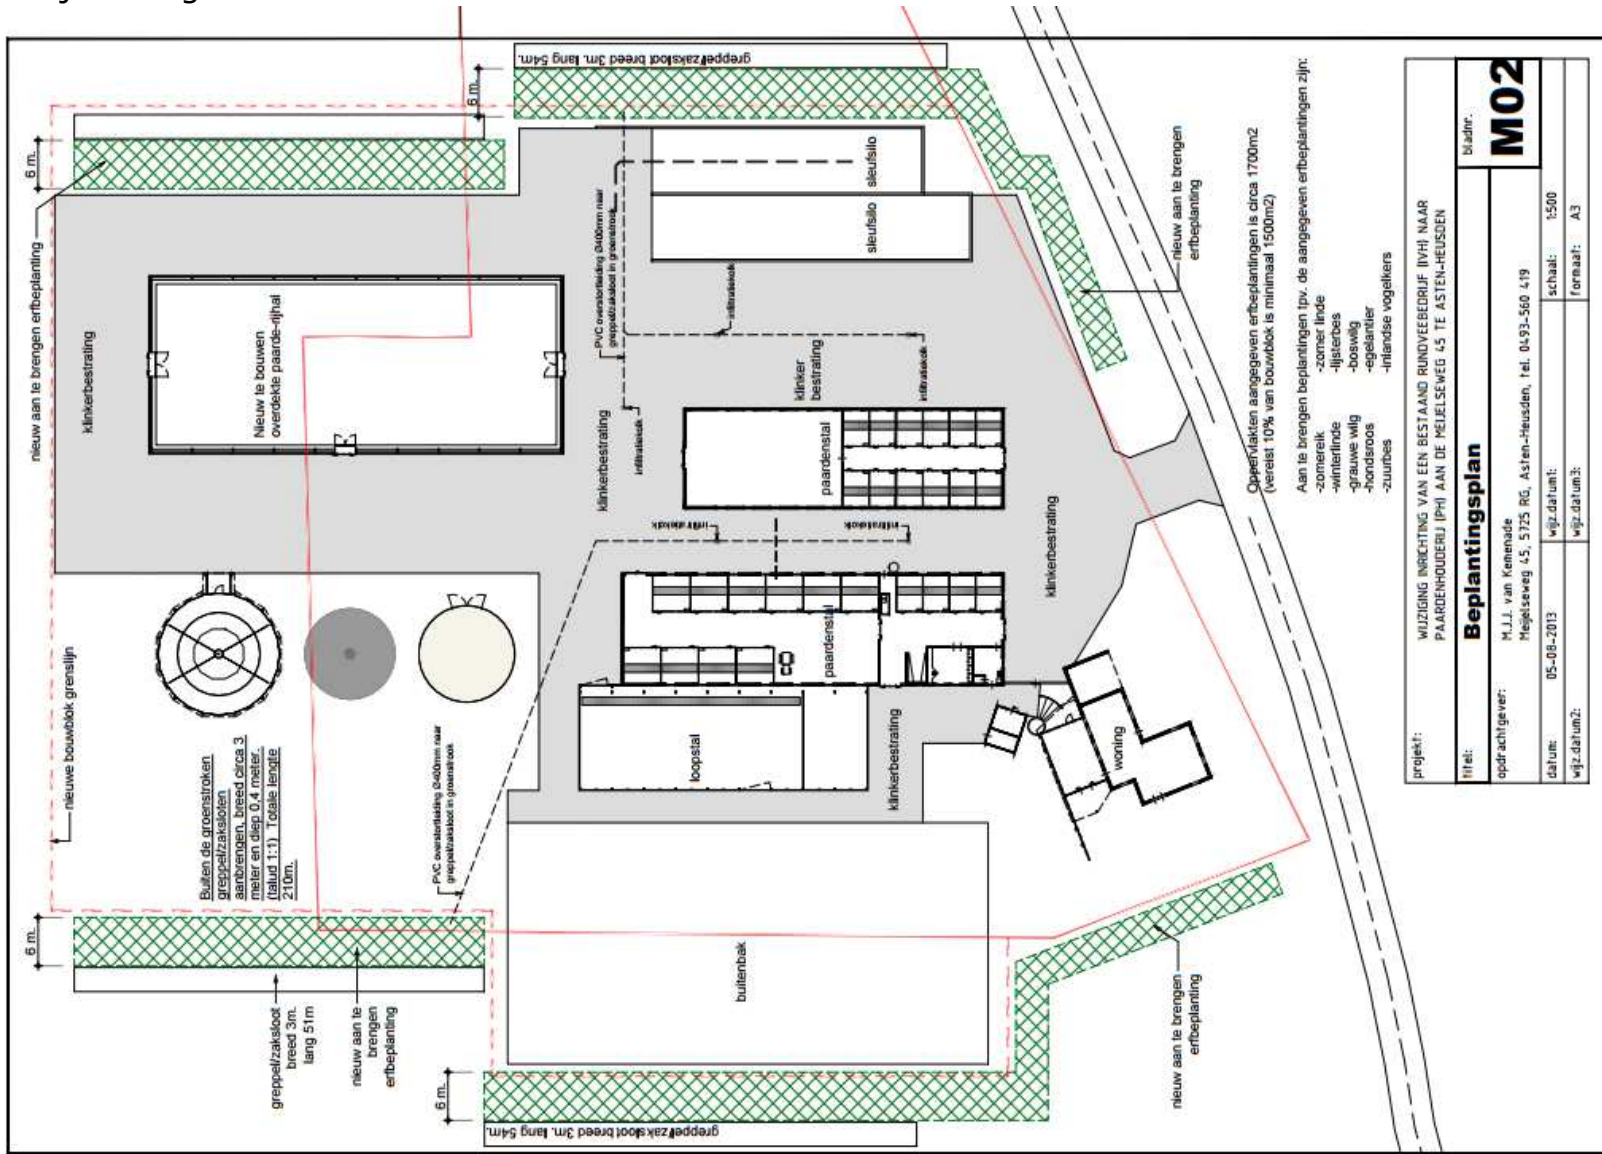 greppel/zaksloot breed 3m. lang 54m.
6 m.
6 m.
nieuw aan te brengen erfbeplanting
klinkerbestrating
Nieuw te bouwen
overdekte paarde-rijhal
PVC overstortleiding Ø400mm naar
greppel/zaksloot in groenstrook
sleufsilo
sleufsilo
infiltratiekolk
infiltratiekolk
infiltratiekolk
klinkerbestrating
klinker
bestrating
paardenstal
infiltratiekolk
infiltratiekolk
nieuw aan te brengen
erfbeplanting
klinkerbestrating
nieuwe bouwblok grenslijn
Buiten de groenstroken
greppel/zaksloten
aanbrengen, breed circa 3
meter en diep 0,4 meter.
(talud 1:1) Totale lengte
210m.
PVC overstortleiding Ø400mm naar
greppel/zaksloot in groenstrook
paardenstal
loopstal
klinkerbestrating
woning
buitenbak
6 m.
greppel/zaksloot
breed 3m.
lang 51m
nieuw aan te
brengen
erfbeplanting
6 m.
greppel/zaksloot breed 3m. lang 54m.
nieuw aan te brengen
erfbeplanting
Oppervlakten aangegeven erfbeplantingen is circa 1700m2
(vereist 10% van bouwblok is minimaal 1500m2)
Aan te brengen beplantingen tpv. de aangegeven erfbeplantingen zijn:
-zomereik -zomer linde
-winterlinde -lijsterbes
-grauwe wilg -boswilg
-hondsroos -egelantier
-zuurbes -inlandse vogelkers
projekt: WIJZIGING INRICHTING VAN EEN BESTAAND RUNDVEEBEDRIJF (IVH) NAAR
PAARDENHOUDERIJ (PH) AAN DE MEIJELSEWEG 45 TE ASTEN-HEUSDEN
titel: Beplantingsplan
bladnr.
M02
opdrachtgever: M.J.J. van Kemenade
Meijelseweg 45, 5725 RG, Asten-Heusden, tel. 0493-560 419
datum: 05-08-2013 wijz.datum1: schaal: 1:500
wijz.datum2: wijz.datum3: formaat: A3